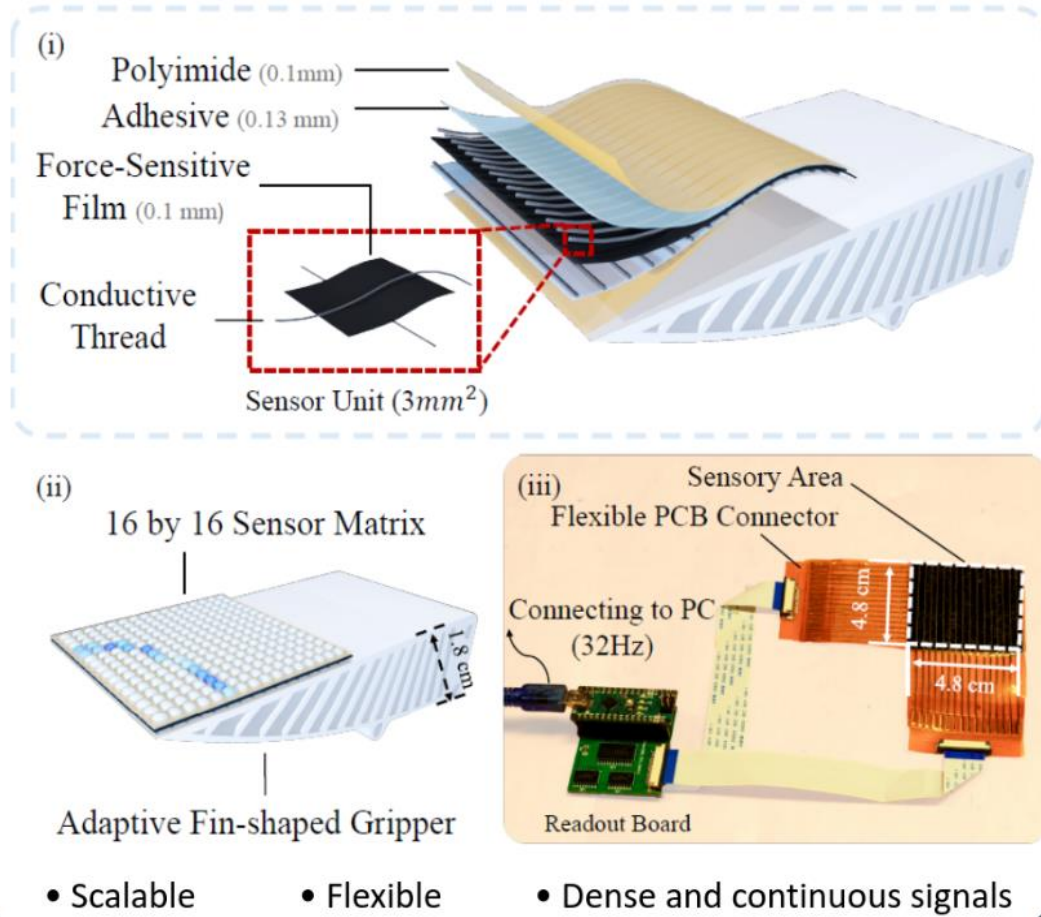 (i)
Polyimide (0.1mm)
Adhesive (0.13 mm)
Force-Sensitive
Film (0.1 mm)
Conductive
Thread
Sensor Unit (3mm²)
(ii)
16 by 16 Sensor Matrix
1.8 cm
Adaptive Fin-shaped Gripper
(iii)
Sensory Area
Flexible PCB Connector
Connecting to PC
(32Hz)
4.8 cm
4.8 cm
Readout Board
• Scalable • Flexible • Dense and continuous signals